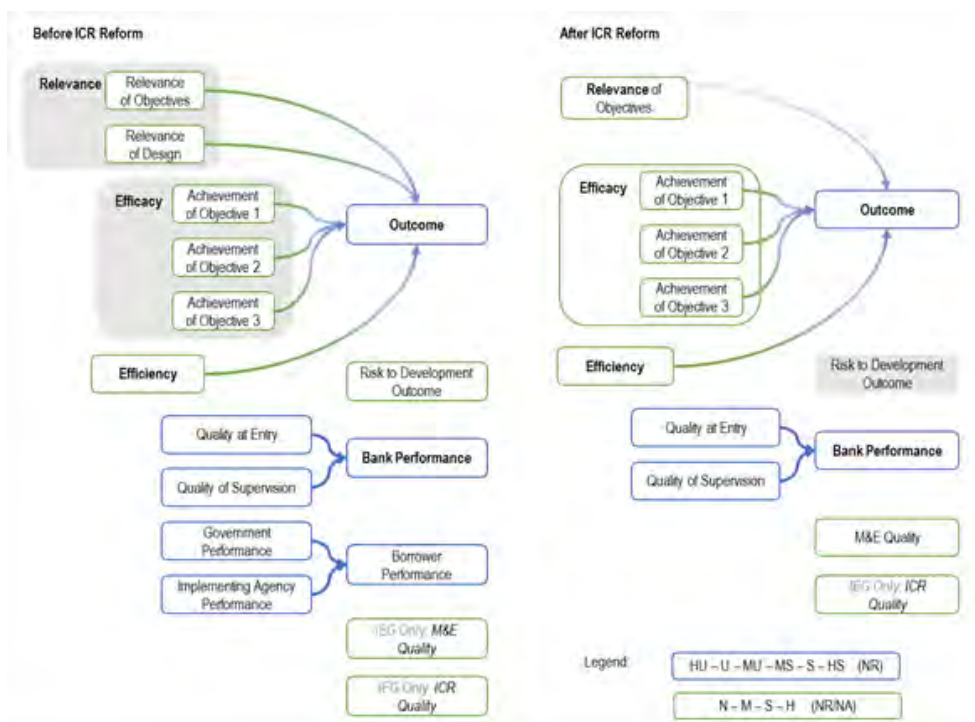 Before ICR Reform
Relevance
Relevance
of Objectives
Relevance
of Design
Efficacy
Achievement
of Objective 1
Achievement
of Objective 2
Achievement
of Objective 3
Outcome
Efficiency
Risk to Development
Outcome
Quality at Entry
Quality of Supervision
Bank Performance
Government
Performance
Implementing Agency
Performance
Borrower
Performance
IEG Only: M&E
Quality
IEG Only: ICR
Quality
After ICR Reform
Relevance of
Objectives
Efficacy
Achievement
of Objective 1
Achievement
of Objective 2
Achievement
of Objective 3
Outcome
Efficiency
Risk to Development
Outcome
Quality at Entry
Quality of Supervision
Bank Performance
M&E Quality
IEG Only: ICR
Quality
Legend:
HU – U – MU – MS – S – HS (NR)
N – M – S – H (NR/NA)